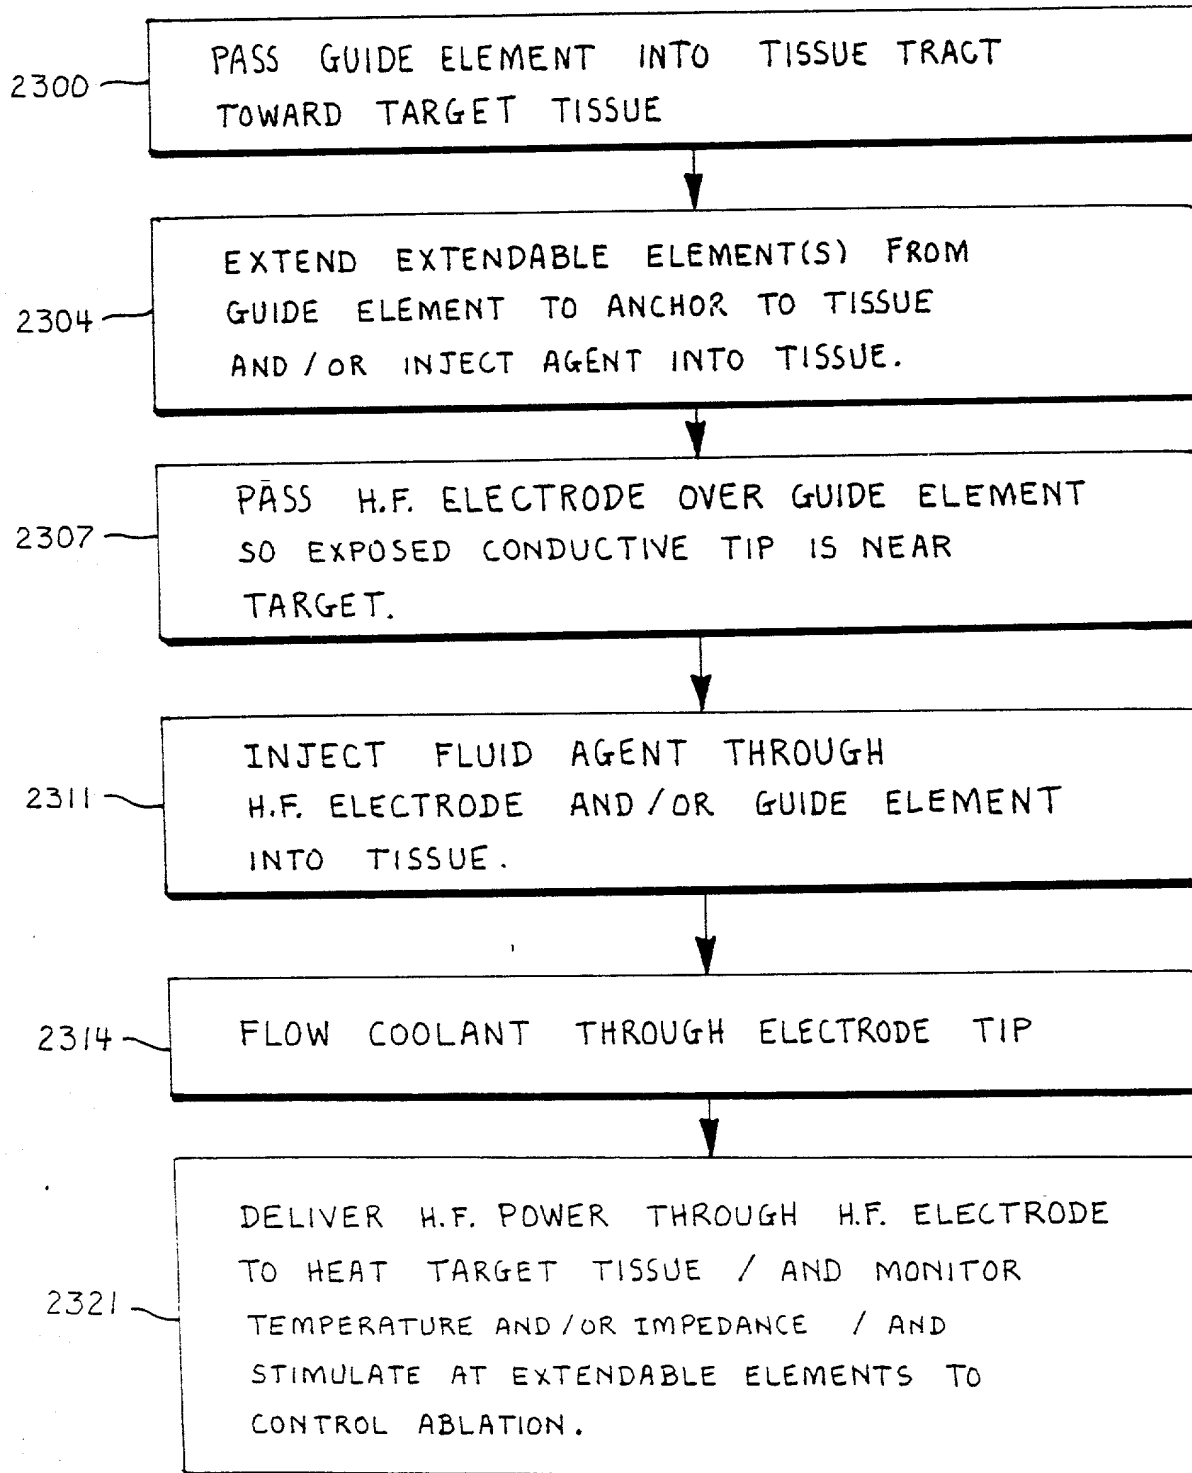 2300
PASS GUIDE ELEMENT INTO TISSUE TRACT
TOWARD TARGET TISSUE
2304
EXTEND EXTENDABLE ELEMENT(S) FROM
GUIDE ELEMENT TO ANCHOR TO TISSUE
AND/OR INJECT AGENT INTO TISSUE.
2307
PASS H.F. ELECTRODE OVER GUIDE ELEMENT
SO EXPOSED CONDUCTIVE TIP IS NEAR
TARGET.
2311
INJECT FLUID AGENT THROUGH
H.F. ELECTRODE AND/OR GUIDE ELEMENT
INTO TISSUE.
2314
FLOW COOLANT THROUGH ELECTRODE TIP
2321
DELIVER H.F. POWER THROUGH H.F. ELECTRODE
TO HEAT TARGET TISSUE / AND MONITOR
TEMPERATURE AND/OR IMPEDANCE / AND
STIMULATE AT EXTENDABLE ELEMENTS TO
CONTROL ABLATION.